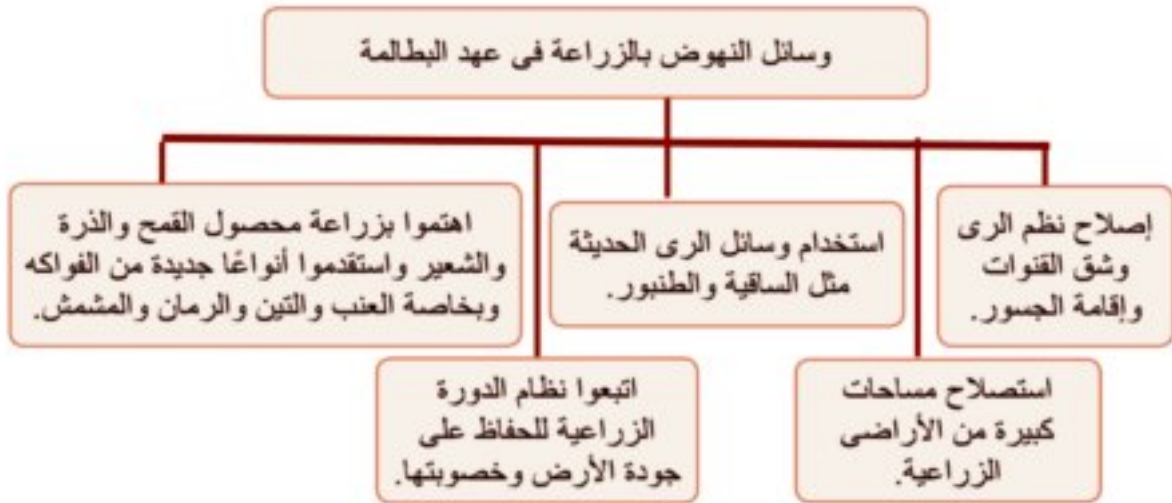 وسائل النهوض بالزراعة فى عهد البطالمة
إصلاح نظم الرى
وشق القنوات
وإقامة الجسور.
استصلاح مساحات
كبيرة من الأراضى
الزراعية.
استخدام وسائل الرى الحديثة
مثل الساقية والطنبور.
اتبعوا نظام الدورة
الزراعية للحفاظ على
جودة الأرض وخصوبتها.
اهتموا بزراعة محصول القمح والذرة
والشعير واستقدموا أنواعًا جديدة من الفواكه
وبخاصة العنب والتين والرمان والمشمش.